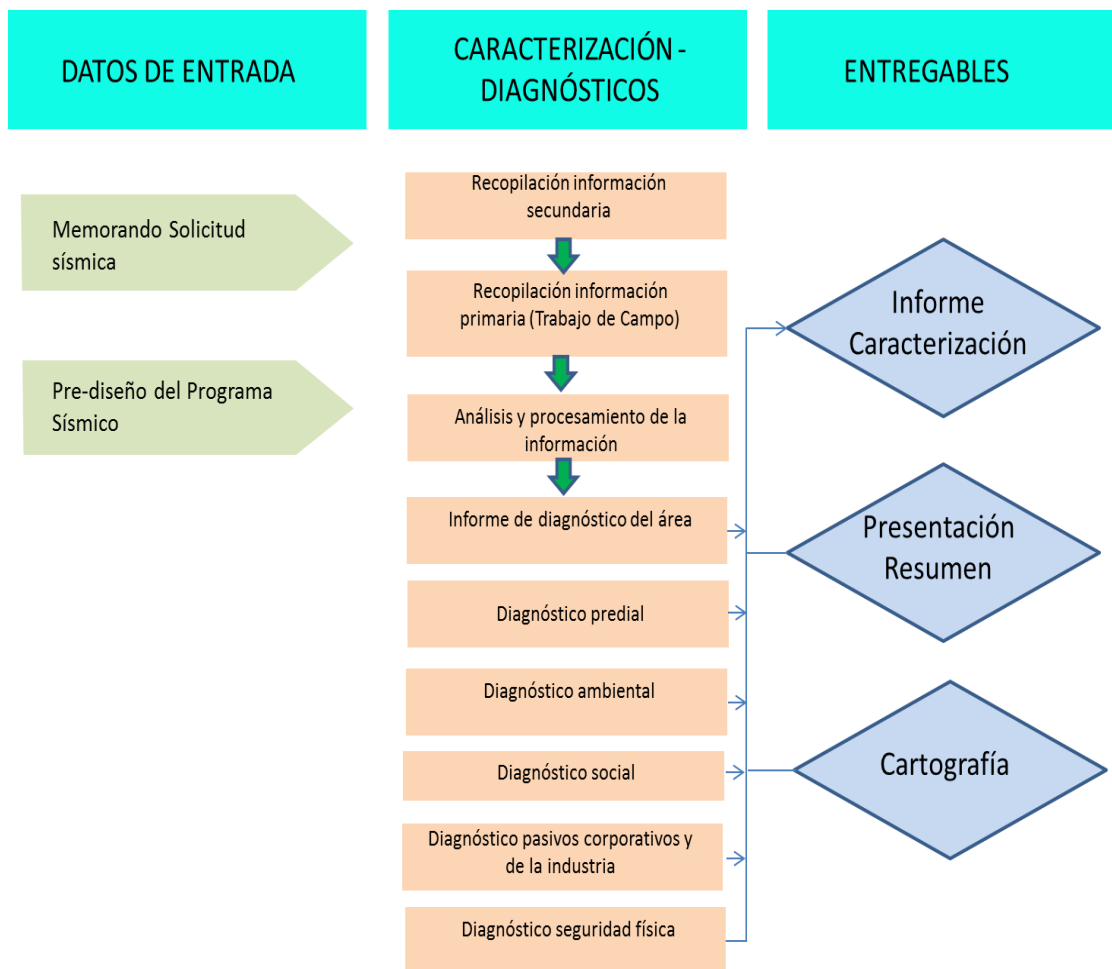 DATOS DE ENTRADA
CARACTERIZACIÓN -
DIAGNÓSTICOS
ENTREGABLES
Memorando Solicitud
sísmica
Pre-diseño del Programa
Sísmico
Recopilación información
secundaria
Recopilación información
primaria (Trabajo de Campo)
Análisis y procesamiento de la
información
Informe de diagnóstico del área
Diagnóstico predial
Diagnóstico ambiental
Diagnóstico social
Diagnóstico pasivos corporativos y
de la industria
Diagnóstico seguridad física
Informe
Caracterización
Presentación
Resumen
Cartografía